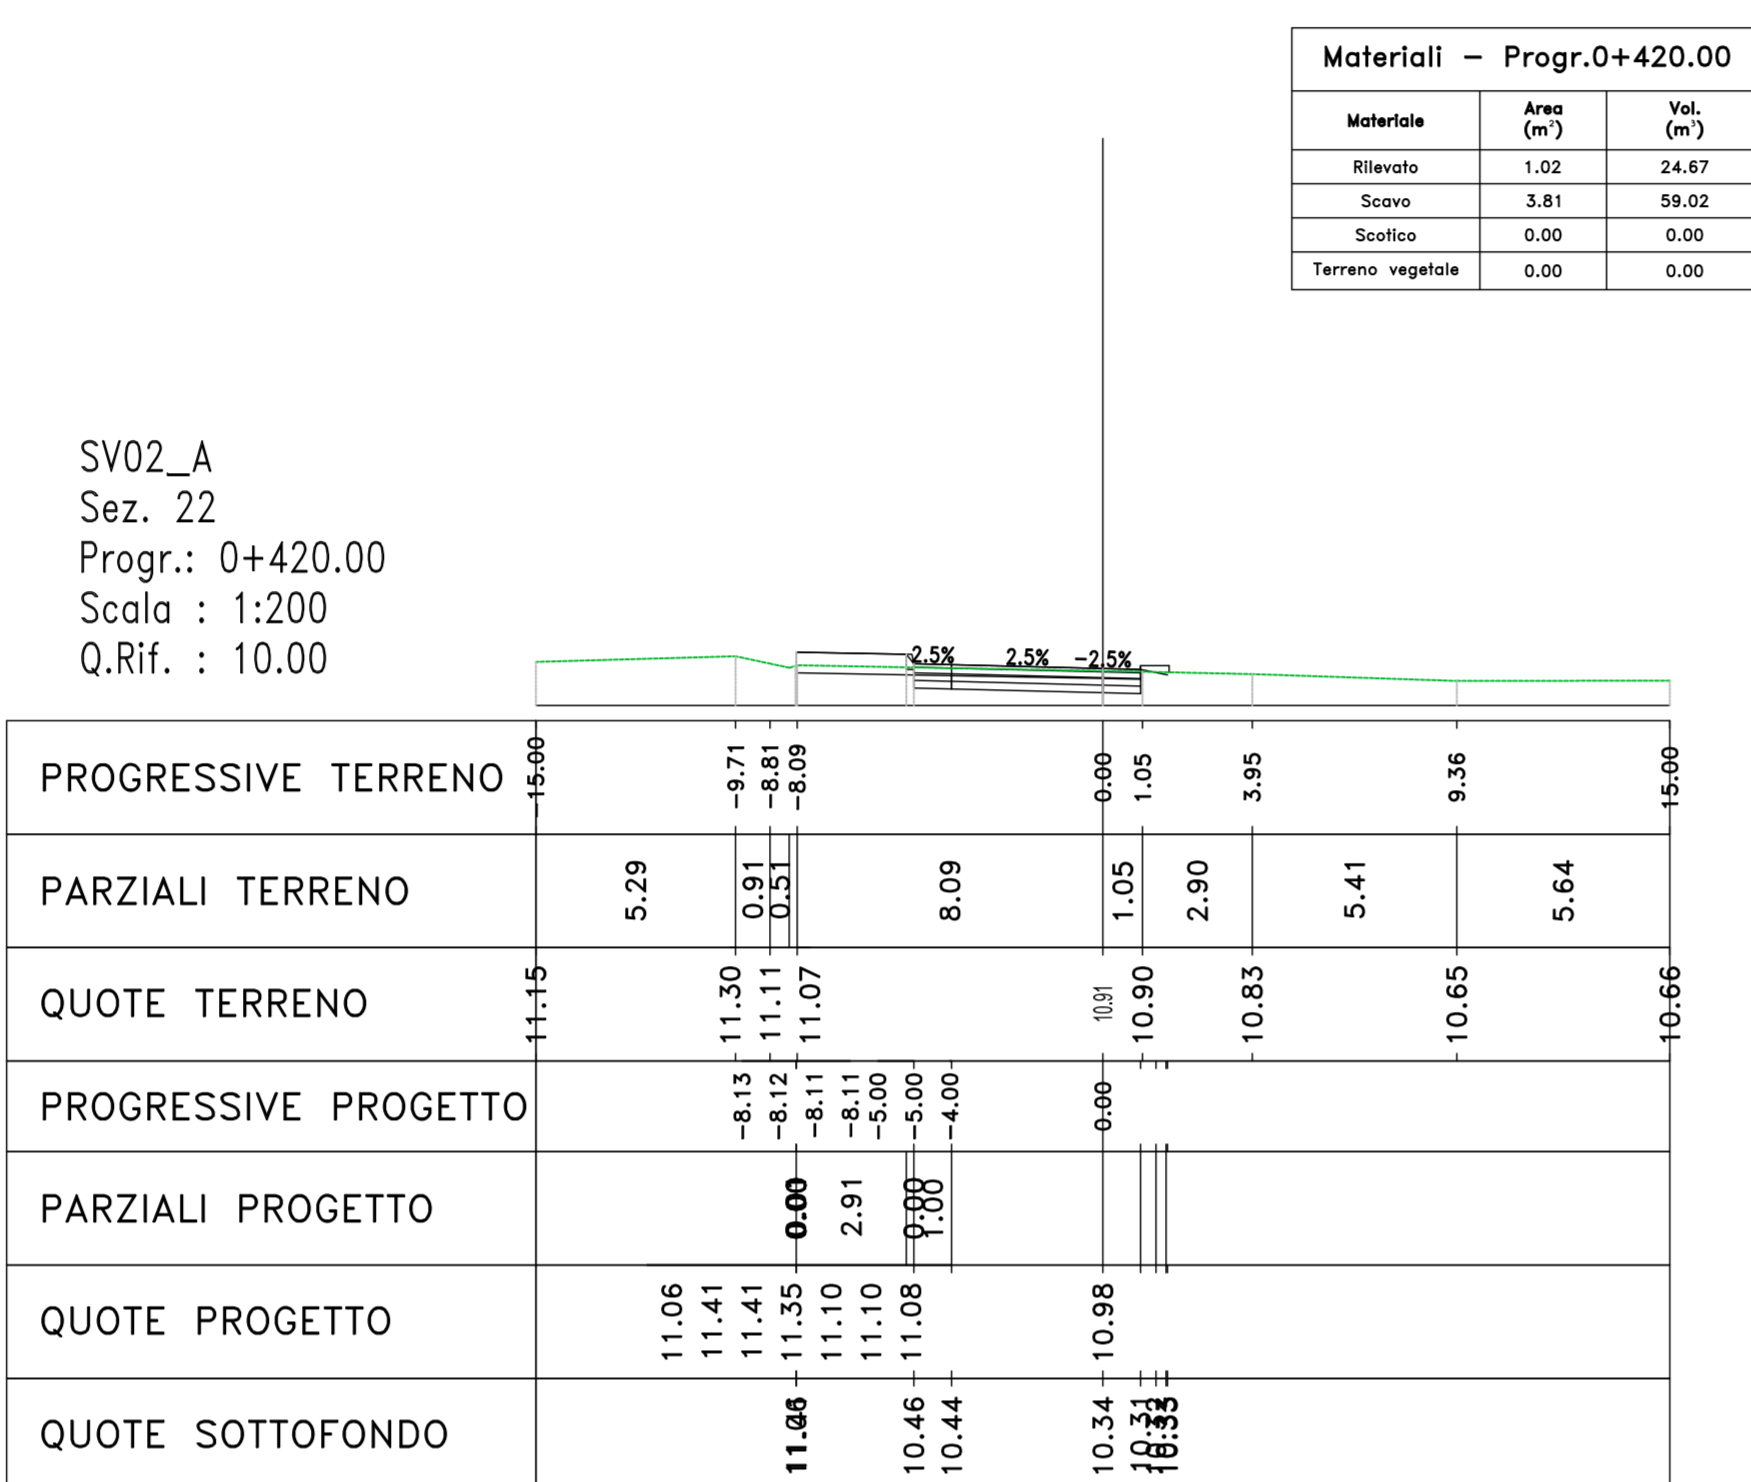 Materiali – Progr.0+420.00
Materiale Area (m²) Vol. (m³)
Rilevato 1.02 24.67
Scavo 3.81 59.02
Scotico 0.00 0.00
Terreno vegetale 0.00 0.00
SV02_A
Sez. 22
Progr.: 0+420.00
Scala : 1:200
Q.Rif. : 10.00
2.5% 2.5% -2.5%
PROGRESSIVE TERRENO -15.00 -9.71 -8.81 -8.09 0.00 1.05 3.95 9.36 15.00
PARZIALI TERRENO 5.29 0.91 0.51 8.09 1.05 2.90 5.41 5.64
QUOTE TERRENO 11.15 11.30 11.11 11.07 10.91 10.90 10.83 10.65 10.66
PROGRESSIVE PROGETTO -8.13 -8.12 -8.11 -8.11 -5.00 -5.00 -4.00 0.00
PARZIALI PROGETTO 2.91 0.00 1.00
QUOTE PROGETTO 11.06 11.41 11.41 11.35 11.10 11.10 11.08 10.98
QUOTE SOTTOFONDO 10.46 10.44 10.34 10.31